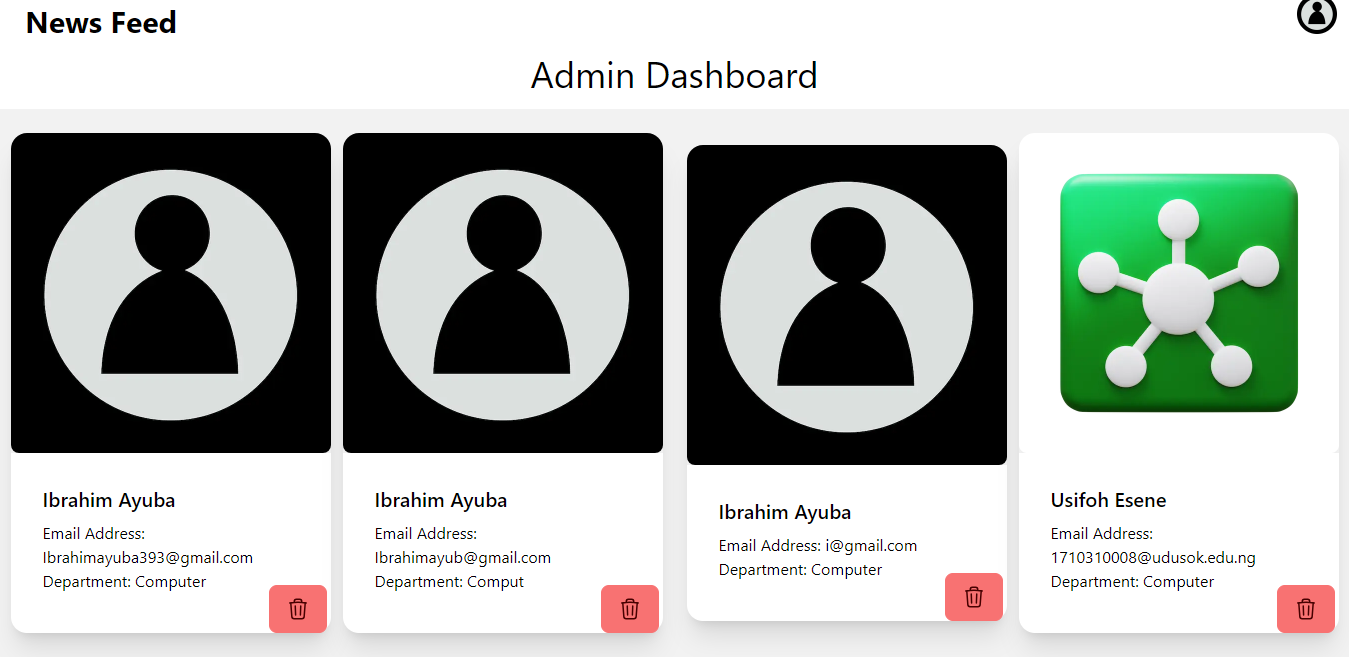 News Feed
Admin Dashboard
Ibrahim Ayuba
Email Address:
Ibrahimayuba393@gmail.com
Department: Computer
Ibrahim Ayuba
Email Address:
Ibrahimayub@gmail.com
Department: Comput
Ibrahim Ayuba
Email Address: i@gmail.com
Department: Computer
Usifoh Esene
Email Address:
1710310008@udusok.edu.ng
Department: Computer